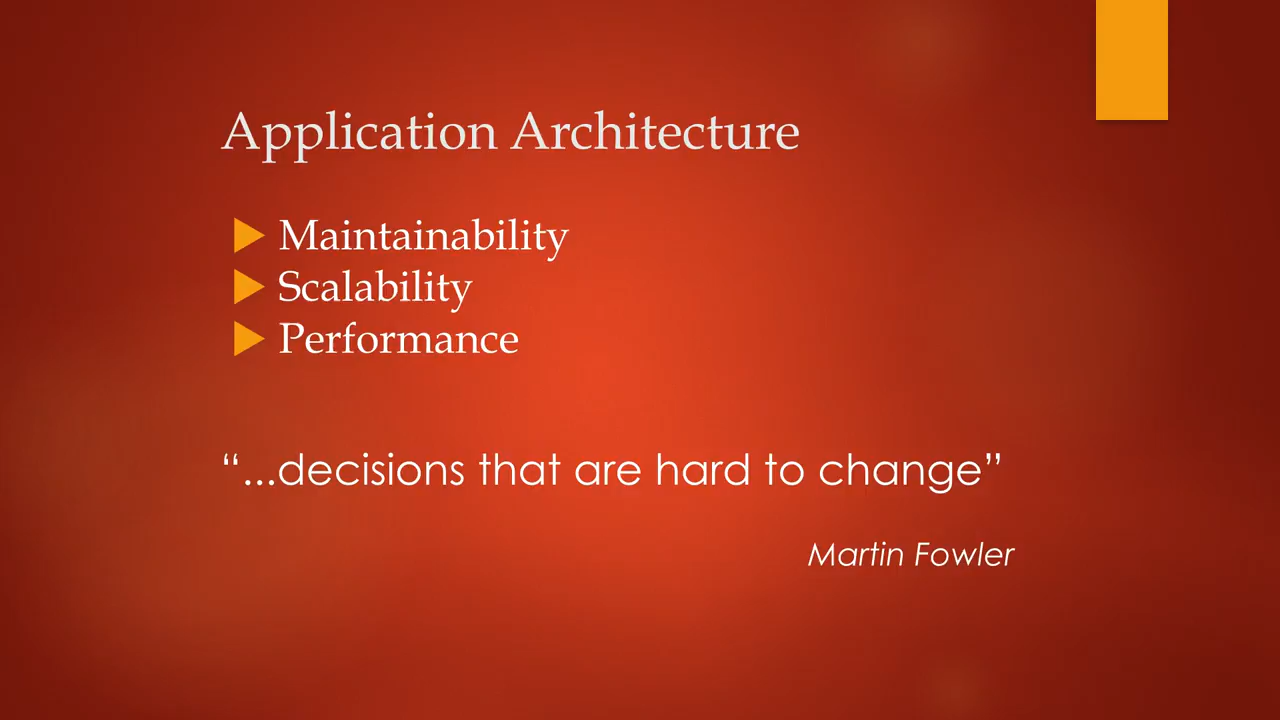 Application Architecture
Maintainability
Scalability
Performance
“...decisions that are hard to change”
Martin Fowler